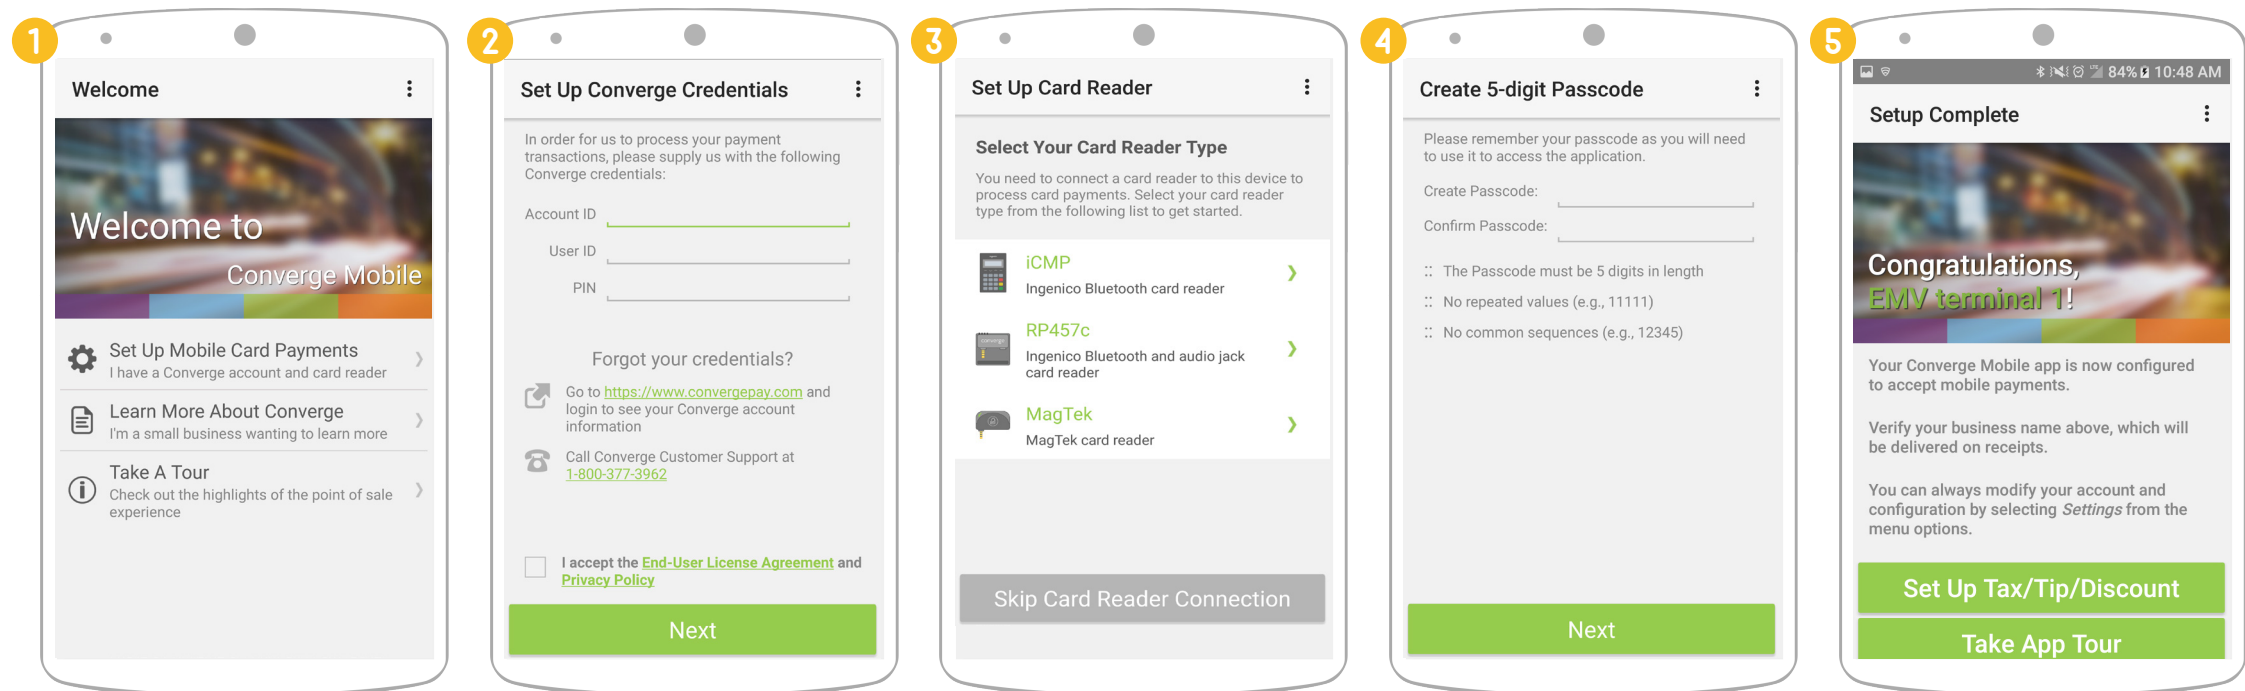 1
Welcome
Welcome to
Converge Mobile
Set Up Mobile Card Payments
I have a Converge account and card reader
Learn More About Converge
I'm a small business wanting to learn more
Take A Tour
Check out the highlights of the point of sale
experience
2
Set Up Converge Credentials
In order for us to process your payment
transactions, please supply us with the following
Converge credentials:
Account ID
User ID
PIN
Forgot your credentials?
Go to https://www.convergepay.com and
login to see your Converge account
information
Call Converge Customer Support at
1-800-377-3962
I accept the End-User License Agreement and
Privacy Policy
Next
3
Set Up Card Reader
Select Your Card Reader Type
You need to connect a card reader to this device to
process card payments. Select your card reader
type from the following list to get started.
iCMP
Ingenico Bluetooth card reader
converge
RP457c
Ingenico Bluetooth and audio jack
card reader
MagTek
MagTek card reader
Skip Card Reader Connection
4
Create 5-digit Passcode
Please remember your passcode as you will need
to use it to access the application.
Create Passcode:
Confirm Passcode:
:: The Passcode must be 5 digits in length
:: No repeated values (e.g., 11111)
:: No common sequences (e.g., 12345)
Next
5
LTE 84% 10:48 AM
Setup Complete
Congratulations,
EMV terminal 1!
Your Converge Mobile app is now configured
to accept mobile payments.
Verify your business name above, which will
be delivered on receipts.
You can always modify your account and
configuration by selecting Settings from the
menu options.
Set Up Tax/Tip/Discount
Take App Tour